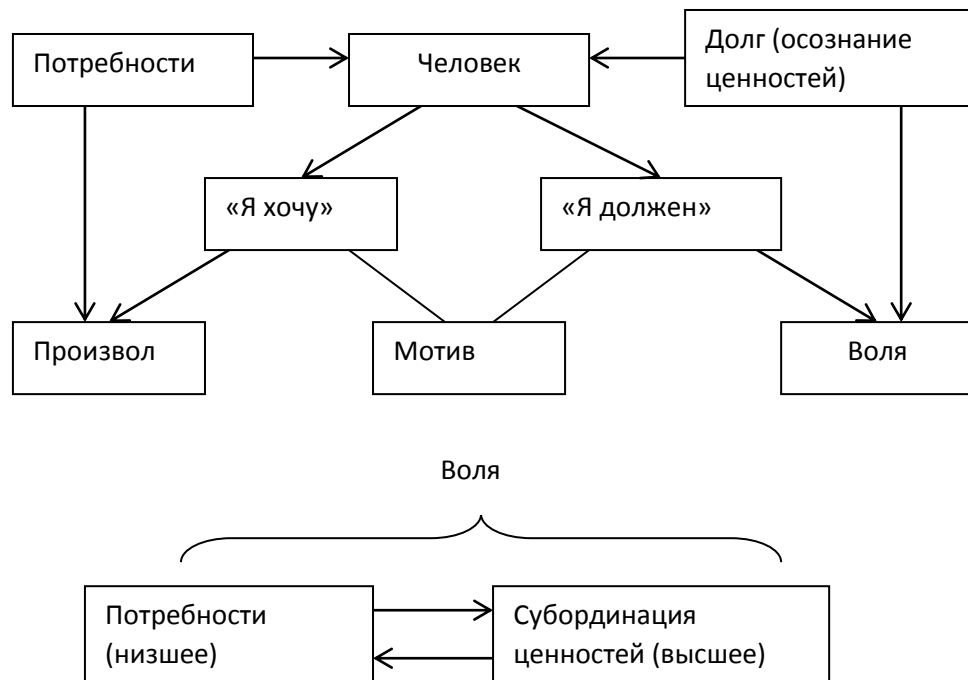 Потребности
Человек
Долг (осознание
ценностей)
«Я хочу»
«Я должен»
Произвол
Мотив
Воля
Воля
Потребности
(низшее)
Субординация
ценностей (высшее)